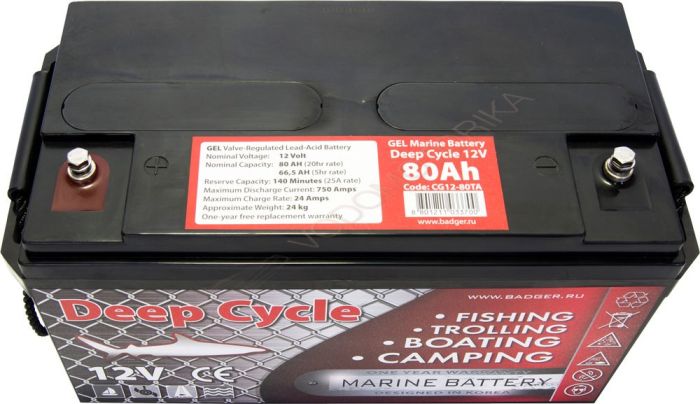 GEL Valve-Regulated Lead-Acid Battery
Nominal Voltage: 12 Volt
Nominal Capacity: 80 AH (20hr rate)
66,5 AH (5hr rate)
Reserve Capacity: 140 Minutes (25A rate)
Maximum Discharge Current: 750 Amps
Maximum Charge Rate: 24 Amps
Approximate Weight: 24 kg
One-year free replacement warranty
GEL Marine Battery
Deep Cycle 12V
80Ah
Code: CG12-80TA
8 801211 033700
www.badger.ru
Deep Cycle
12V CE
WWW.BADGER.RU
• FISHING
• TROLLING
• BOATING
• CAMPING
ONE YEAR WARRANTY
MARINE BATTERY
DESIGNED IN KOREA